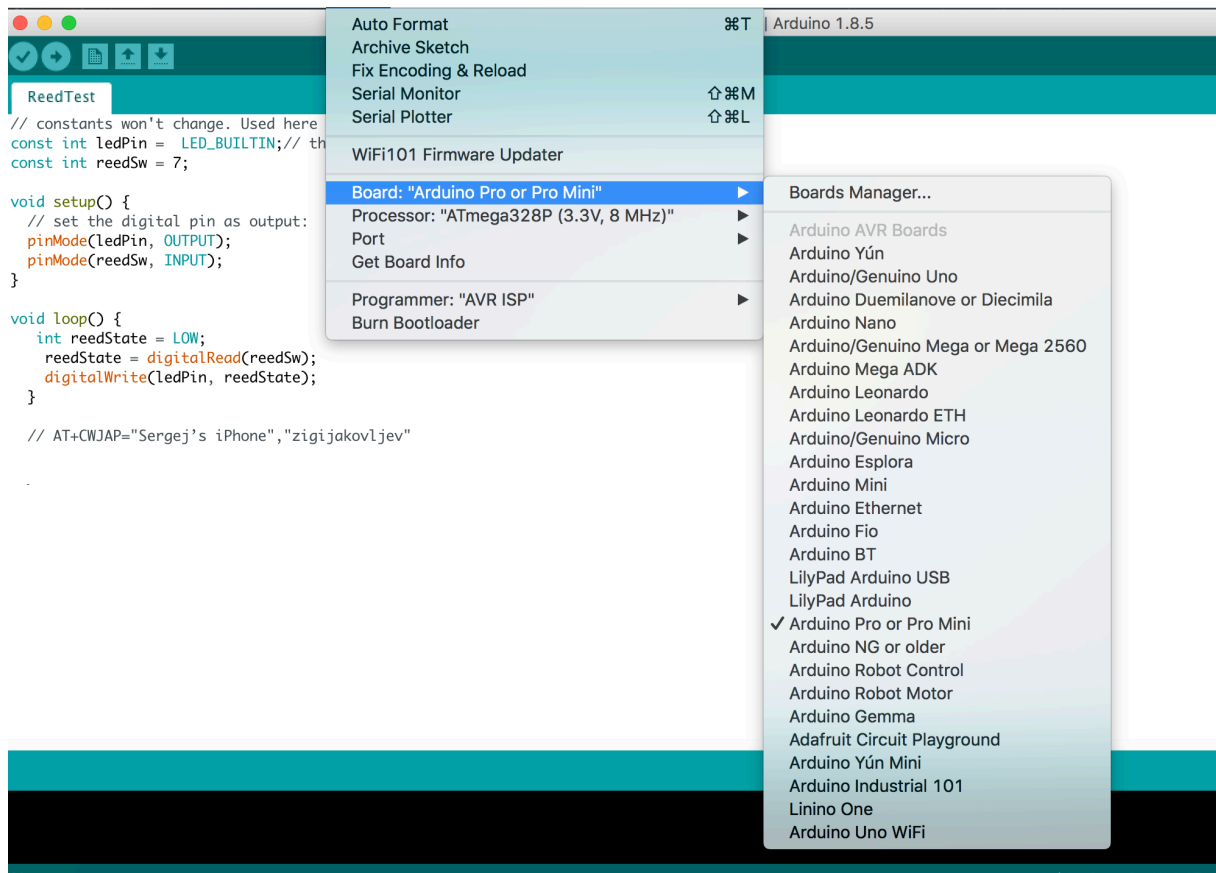 | Arduino 1.8.5
ReedTest
// constants won't change. Used here
const int ledPin =  LED_BUILTIN;// th
const int reedSw = 7;
void setup() {
// set the digital pin as output:
pinMode(ledPin, OUTPUT);
pinMode(reedSw, INPUT);
}
void loop() {
int reedState = LOW;
reedState = digitalRead(reedSw);
digitalWrite(ledPin, reedState);
}
// AT+CWJAP="Sergej’s iPhone","zigijakovljev"
Auto Format ⌘T
Archive Sketch
Fix Encoding & Reload
Serial Monitor ⇧⌘M
Serial Plotter ⇧⌘L
WiFi101 Firmware Updater
Board: "Arduino Pro or Pro Mini"
Processor: "ATmega328P (3.3V, 8 MHz)"
Port
Get Board Info
Programmer: "AVR ISP"
Burn Bootloader
Boards Manager...
Arduino AVR Boards
Arduino Yún
Arduino/Genuino Uno
Arduino Duemilanove or Diecimila
Arduino Nano
Arduino/Genuino Mega or Mega 2560
Arduino Mega ADK
Arduino Leonardo
Arduino Leonardo ETH
Arduino/Genuino Micro
Arduino Esplora
Arduino Mini
Arduino Ethernet
Arduino Fio
Arduino BT
LilyPad Arduino USB
LilyPad Arduino
✓ Arduino Pro or Pro Mini
Arduino NG or older
Arduino Robot Control
Arduino Robot Motor
Arduino Gemma
Adafruit Circuit Playground
Arduino Yún Mini
Arduino Industrial 101
Linino One
Arduino Uno WiFi